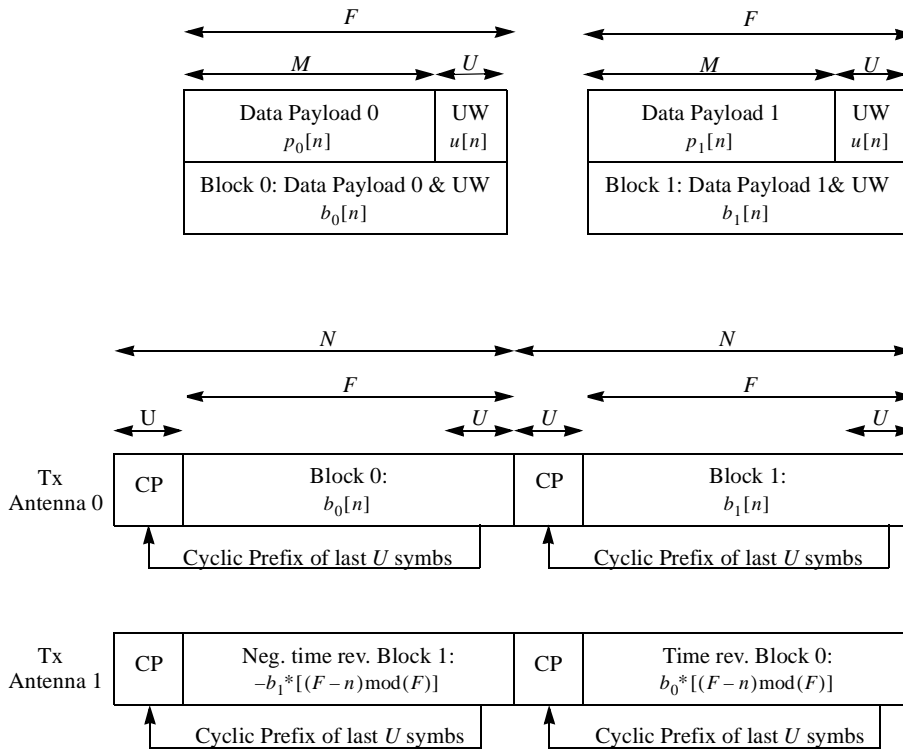 F
F
M
U
M
U
Data Payload 0
p0[n]
UW
u[n]
Data Payload 1
p1[n]
UW
u[n]
Block 0: Data Payload 0 & UW
b0[n]
Block 1: Data Payload 1& UW
b1[n]
N
N
F
F
U
U
U
U
Tx
Antenna 0
CP
Block 0:
b0[n]
CP
Block 1:
b1[n]
Cyclic Prefix of last U symbs
Cyclic Prefix of last U symbs
Tx
Antenna 1
CP
Neg. time rev. Block 1:
–b1*[(F – n)mod(F)]
CP
Time rev. Block 0:
b0*[(F – n)mod(F)]
Cyclic Prefix of last U symbs
Cyclic Prefix of last U symbs